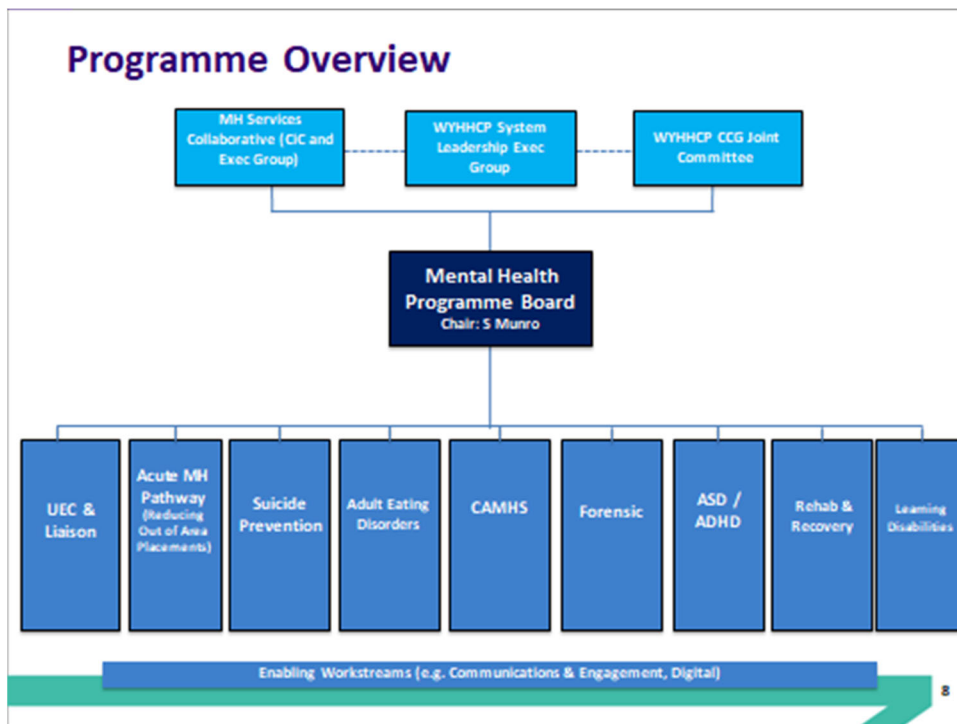 Programme Overview
MH Services
Collaborative (CiC and
Exec Group)
WYHHCP System
Leadership Exec
Group
WYHHCP CCG Joint
Committee
Mental Health
Programme Board
Chair: S Munro
UEC &
Liaison
Acute MH
Pathway
(Reducing
Out of Area
Placements)
Suicide
Prevention
Adult Eating
Disorders
CAMHS
Forensic
ASD /
ADHD
Rehab &
Recovery
Learning
Disabilities
Enabling Workstreams (e.g. Communications & Engagement, Digital)
8